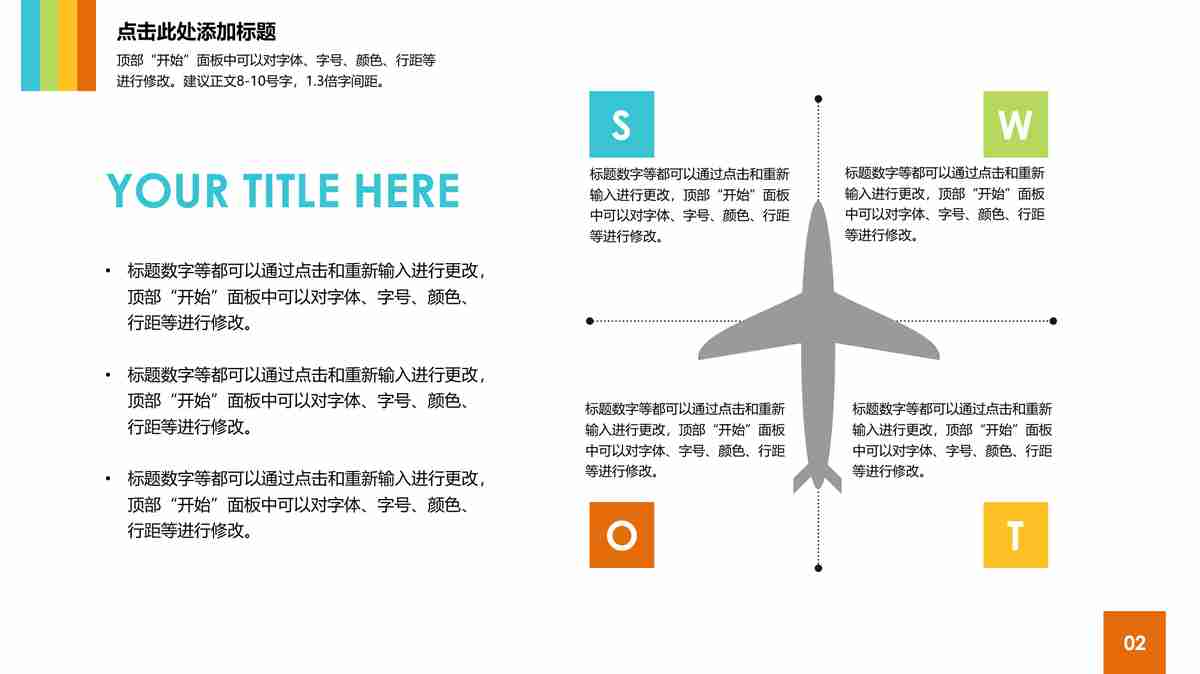 点击此处添加标题
顶部“开始”面板中可以对字体、字号、颜色、行距等
进行修改。建议正文8-10号字，1.3倍字间距。
YOUR TITLE HERE
• 标题数字等都可以通过点击和重新输入进行更改，
顶部“开始”面板中可以对字体、字号、颜色、
行距等进行修改。
• 标题数字等都可以通过点击和重新输入进行更改，
顶部“开始”面板中可以对字体、字号、颜色、
行距等进行修改。
• 标题数字等都可以通过点击和重新输入进行更改，
顶部“开始”面板中可以对字体、字号、颜色、
行距等进行修改。
S
标题数字等都可以通过点击和重新
输入进行更改，顶部“开始”面板
中可以对字体、字号、颜色、行距
等进行修改。
W
标题数字等都可以通过点击和重新
输入进行更改，顶部“开始”面板
中可以对字体、字号、颜色、行距
等进行修改。
标题数字等都可以通过点击和重新
输入进行更改，顶部“开始”面板
中可以对字体、字号、颜色、行距
等进行修改。
O
标题数字等都可以通过点击和重新
输入进行更改，顶部“开始”面板
中可以对字体、字号、颜色、行距
等进行修改。
T
02